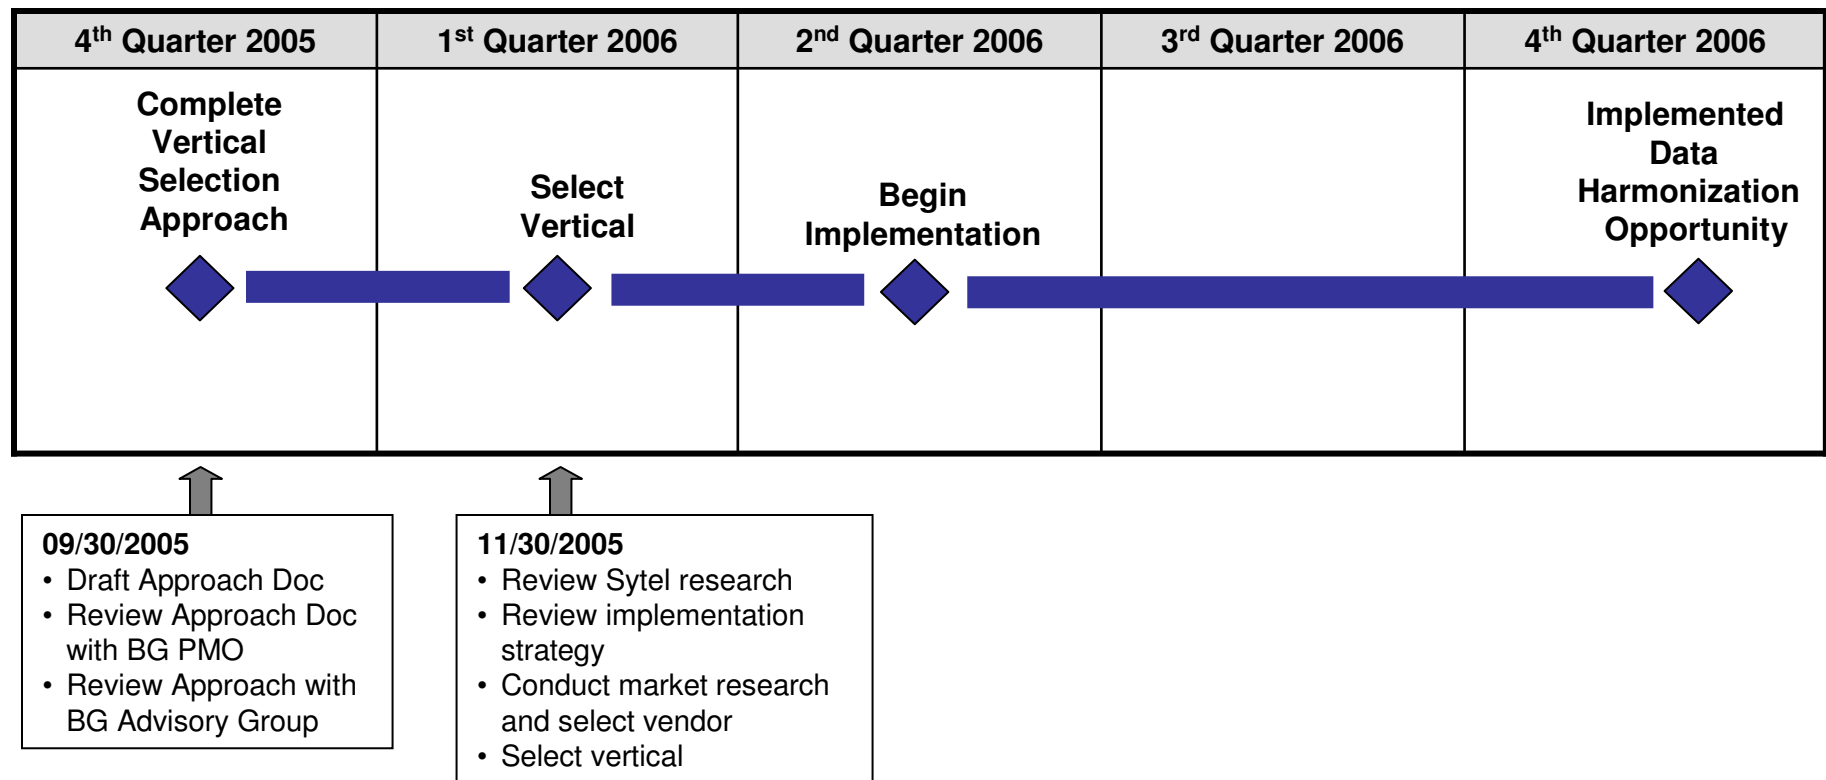 4th Quarter 2005
1st Quarter 2006
2nd Quarter 2006
3rd Quarter 2006
4th Quarter 2006
Complete
Vertical
Selection
Approach
Select
Vertical
Begin
Implementation
Implemented
Data
Harmonization
Opportunity
09/30/2005
• Draft Approach Doc
• Review Approach Doc
with BG PMO
• Review Approach with
BG Advisory Group
11/30/2005
• Review Sytel research
• Review implementation
strategy
• Conduct market research
and select vendor
• Select vertical